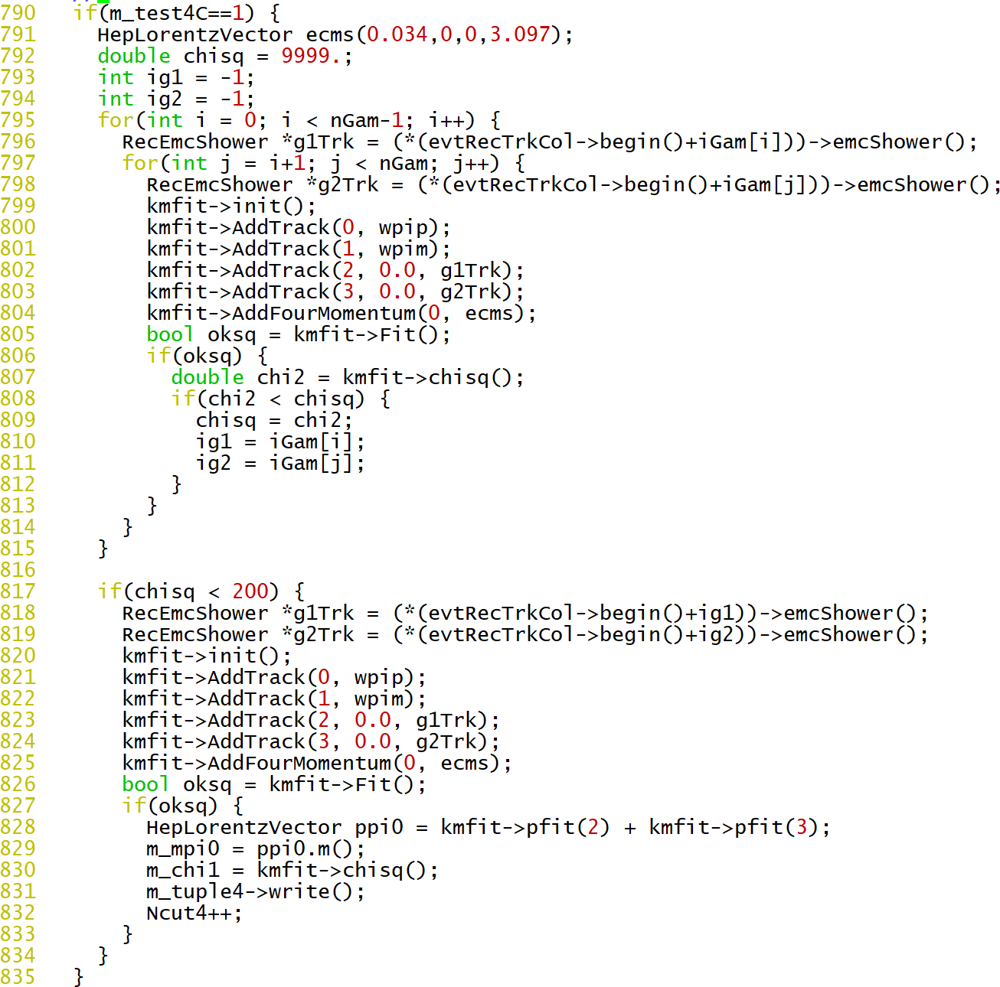 790   if(m_test4C==1) {
791     HepLorentzVector ecms(0.034,0,0,3.097);
792     double chisq = 9999.;
793     int ig1 = -1;
794     int ig2 = -1;
795     for(int i = 0; i < nGam-1; i++) {
796       RecEmcShower *g1Trk = (*(evtRecTrkCol->begin()+iGam[i]))->emcShower();
797       for(int j = i+1; j < nGam; j++) {
798         RecEmcShower *g2Trk = (*(evtRecTrkCol->begin()+iGam[j]))->emcShower();
799         kmfit->init();
800         kmfit->AddTrack(0, wpip);
801         kmfit->AddTrack(1, wpim);
802         kmfit->AddTrack(2, 0.0, g1Trk);
803         kmfit->AddTrack(3, 0.0, g2Trk);
804         kmfit->AddFourMomentum(0, ecms);
805         bool oksq = kmfit->Fit();
806         if(oksq) {
807           double chi2 = kmfit->chisq();
808           if(chi2 < chisq) {
809             chisq = chi2;
810             ig1 = iGam[i];
811             ig2 = iGam[j];
812           }
813         }
814       }
815     }
816
817     if(chisq < 200) {
818       RecEmcShower *g1Trk = (*(evtRecTrkCol->begin()+ig1))->emcShower();
819       RecEmcShower *g2Trk = (*(evtRecTrkCol->begin()+ig2))->emcShower();
820       kmfit->init();
821       kmfit->AddTrack(0, wpip);
822       kmfit->AddTrack(1, wpim);
823       kmfit->AddTrack(2, 0.0, g1Trk);
824       kmfit->AddTrack(3, 0.0, g2Trk);
825       kmfit->AddFourMomentum(0, ecms);
826       bool oksq = kmfit->Fit();
827       if(oksq) {
828         HepLorentzVector ppi0 = kmfit->pfit(2) + kmfit->pfit(3);
829         m_mpi0 = ppi0.m();
830         m_chi1 = kmfit->chisq();
831         m_tuple4->write();
832         Ncut4++;
833       }
834     }
835   }